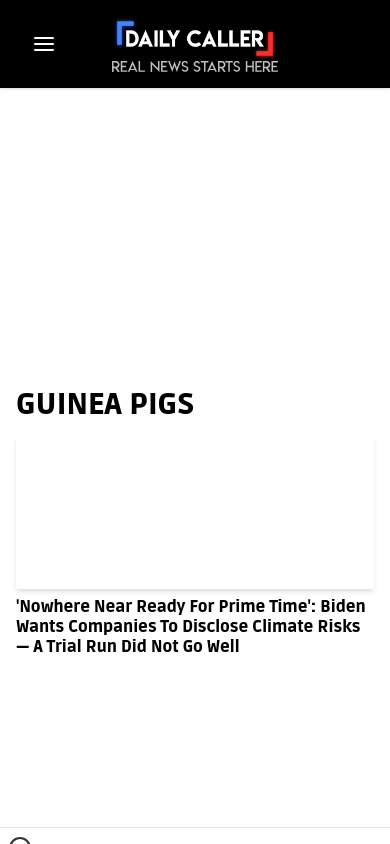 DAILY CALLER
REAL NEWS STARTS HERE
GUINEA PIGS
'Nowhere Near Ready For Prime Time': Biden
Wants Companies To Disclose Climate Risks
— A Trial Run Did Not Go Well